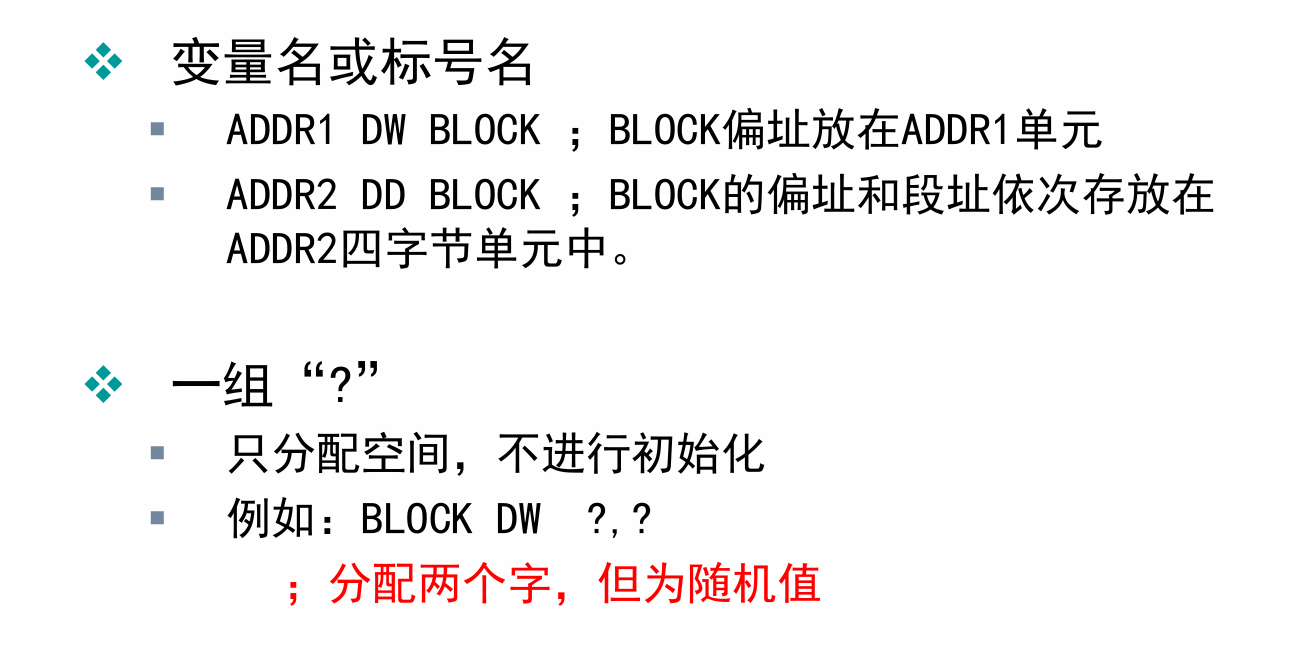 变量名或标号名
ADDR1 DW BLOCK ；BLOCK偏址放在ADDR1单元
ADDR2 DD BLOCK ；BLOCK的偏址和段址依次存放在
ADDR2四字节单元中。
一组“?”
只分配空间，不进行初始化
例如：BLOCK DW ?,?
；分配两个字，但为随机值